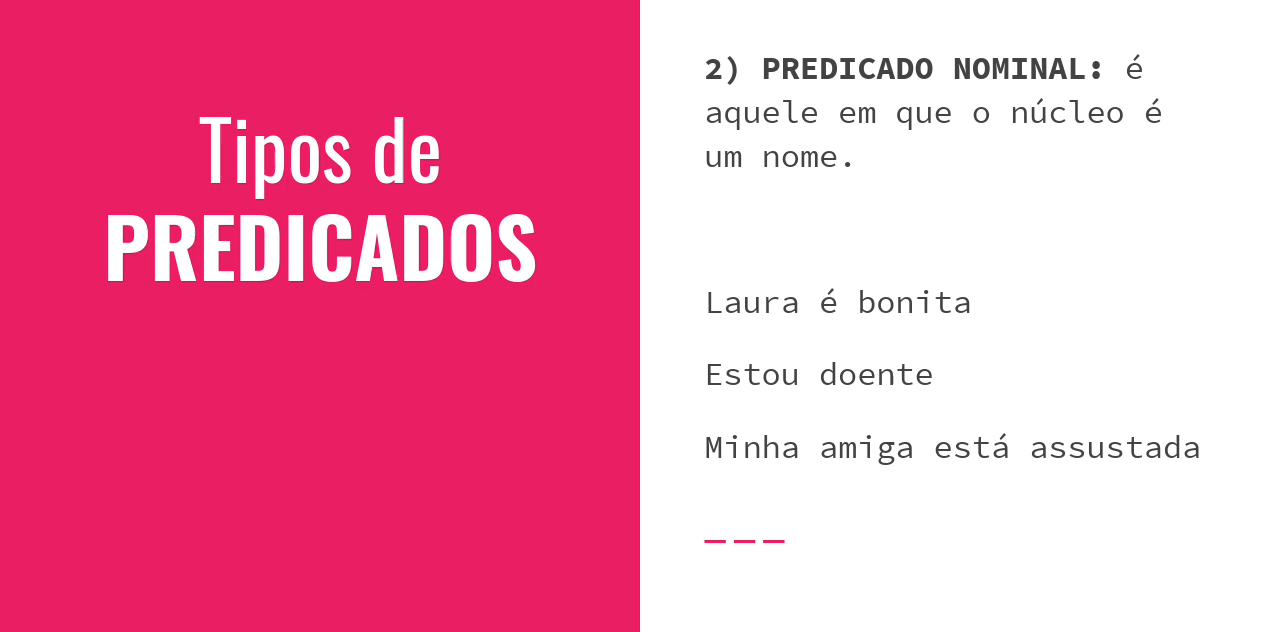 Tipos de
PREDICADOS
2) PREDICADO NOMINAL: é
aquele em que o núcleo é
um nome.
Laura é bonita
Estou doente
Minha amiga está assustada